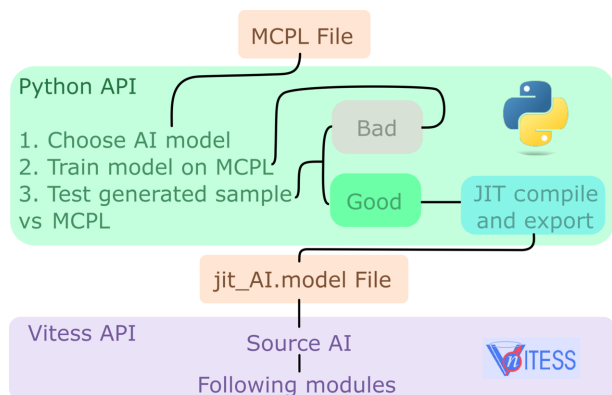 MCPL File
Python API
1. Choose AI model
2. Train model on MCPL
3. Test generated sample
vs MCPL
Bad
Good
JIT compile
and export
jit_AI.model File
Vitess API
Source AI
Following modules
VnITESS